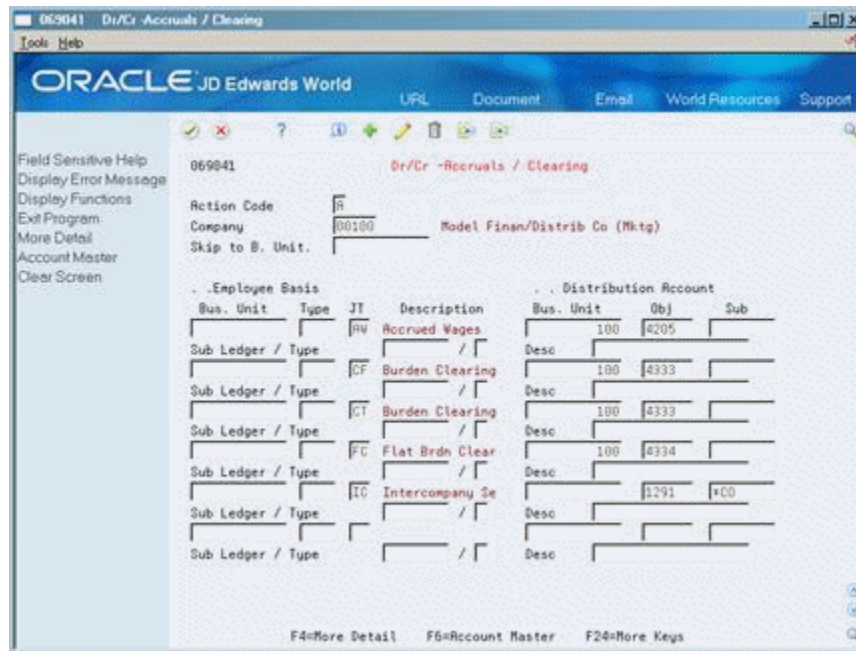 069041 Dr/Cr -Accruals / Clearing
Tools Help
ORACLE JD Edwards World
URL Document Email World Resources Support
Field Sensitive Help
Display Error Message
Display Functions
Exit Program
More Detail
Account Master
Clear Screen
069041 Dr/Cr -Accruals / Clearing
Action Code A
Company 00100 Model Finan/Distrib Co (Mktg)
Skip to B. Unit.
. .Employee Basis . . Distribution Account
Bus. Unit Type JT Description Bus. Unit Obj Sub
AW Accrued Wages 100 4205
Sub Ledger / Type / Desc
CF Burden Clearing 100 4333
Sub Ledger / Type / Desc
CT Burden Clearing 100 4333
Sub Ledger / Type / Desc
FC Flat Brdn Clear 100 4334
Sub Ledger / Type / Desc
IC Intercompany Se 1291 *CO
Sub Ledger / Type / Desc
Sub Ledger / Type / Desc
F4=More Detail F6=Account Master F24=More Keys